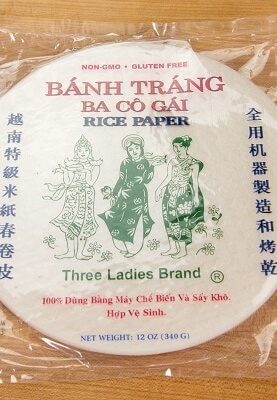 NON-GMO • GLUTEN FREE
BÁNH TRÁNG
BA CÔ GÁI
RICE PAPER
越南特級米紙春卷皮
全用机器製造和烤乾
Three Ladies Brand ®
100% Dùng Bằng Máy Chế Biến Và Sấy Khô.
Hợp Vệ Sinh.
NET WEIGHT: 12 OZ (340 G)